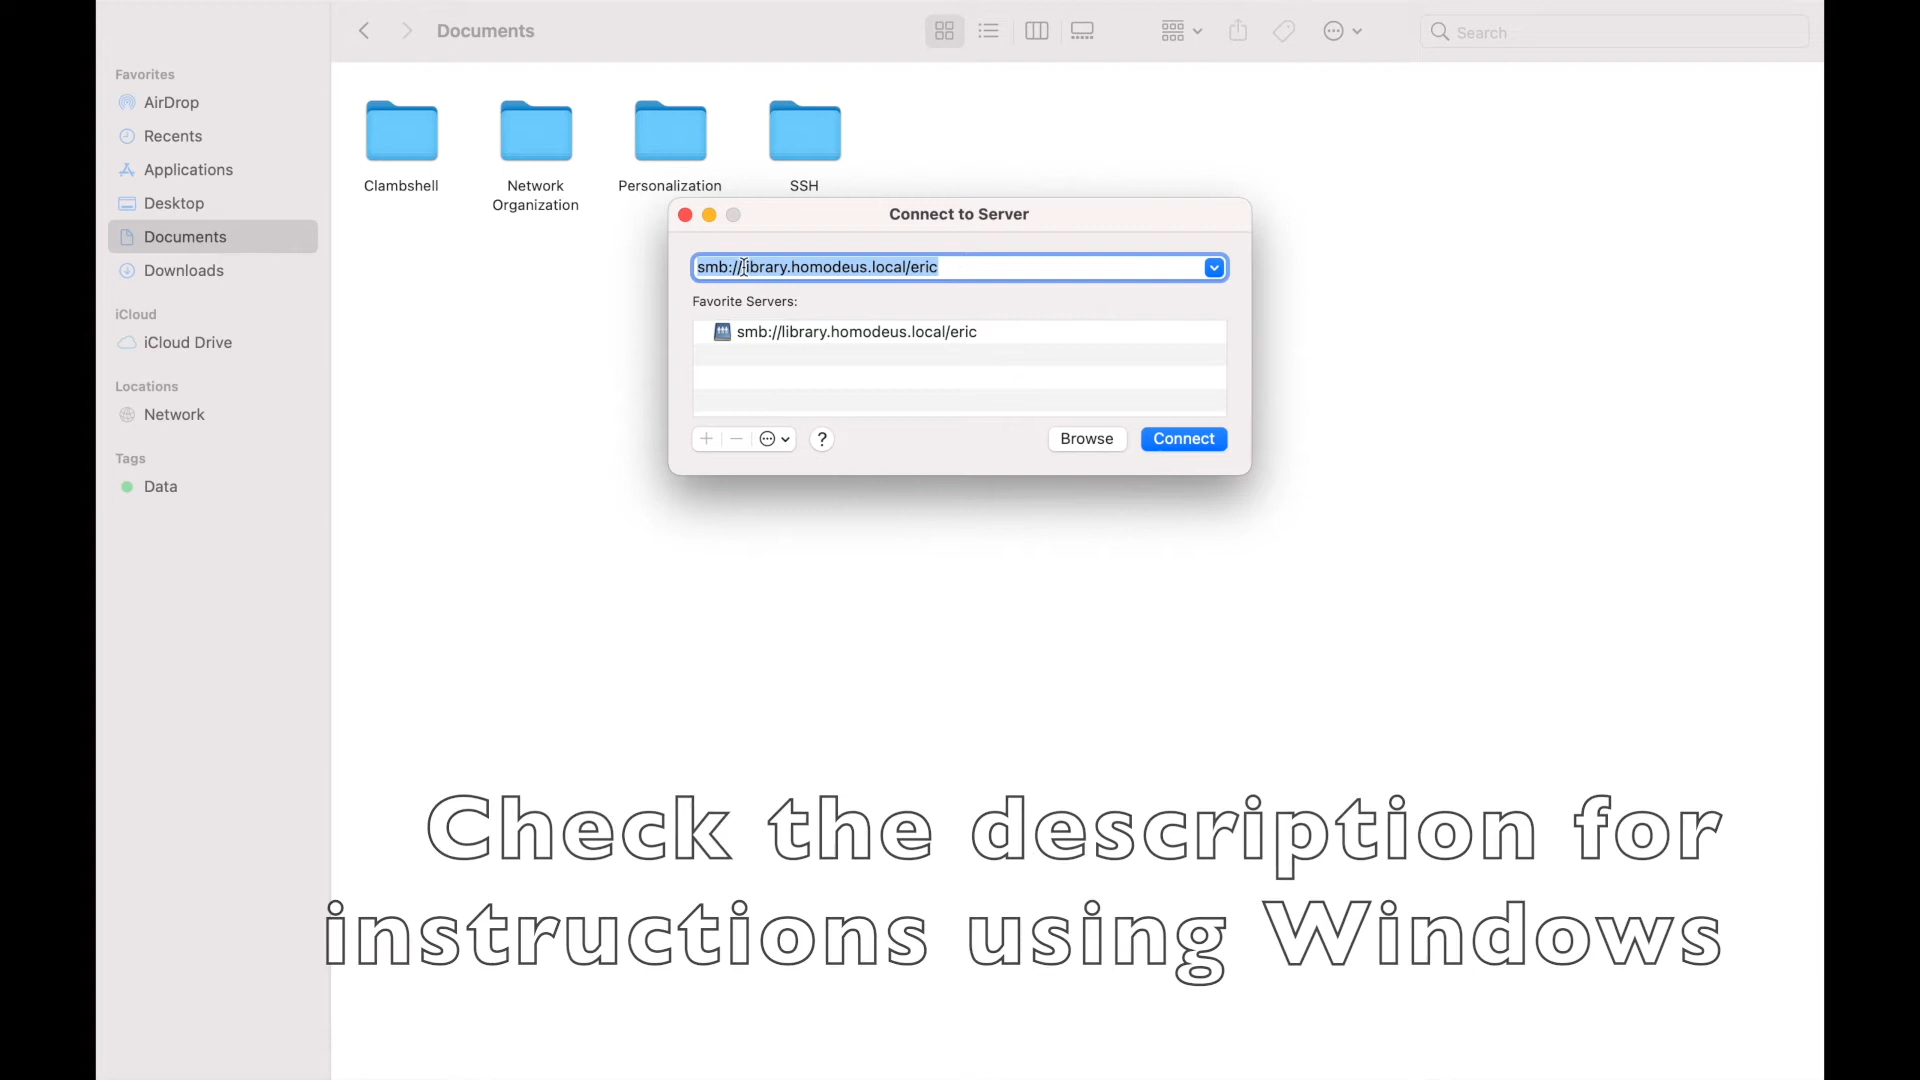 Documents
Search
Favorites
AirDrop
Recents
Applications
Desktop
Documents
Downloads
iCloud
iCloud Drive
Locations
Network
Tags
Data
Clambshell
Network
Organization
Personalization
SSH
Connect to Server
smb://library.homodeus.local/eric
Favorite Servers:
smb://library.homodeus.local/eric
?
Browse
Connect
Check the description for
instructions using Windows